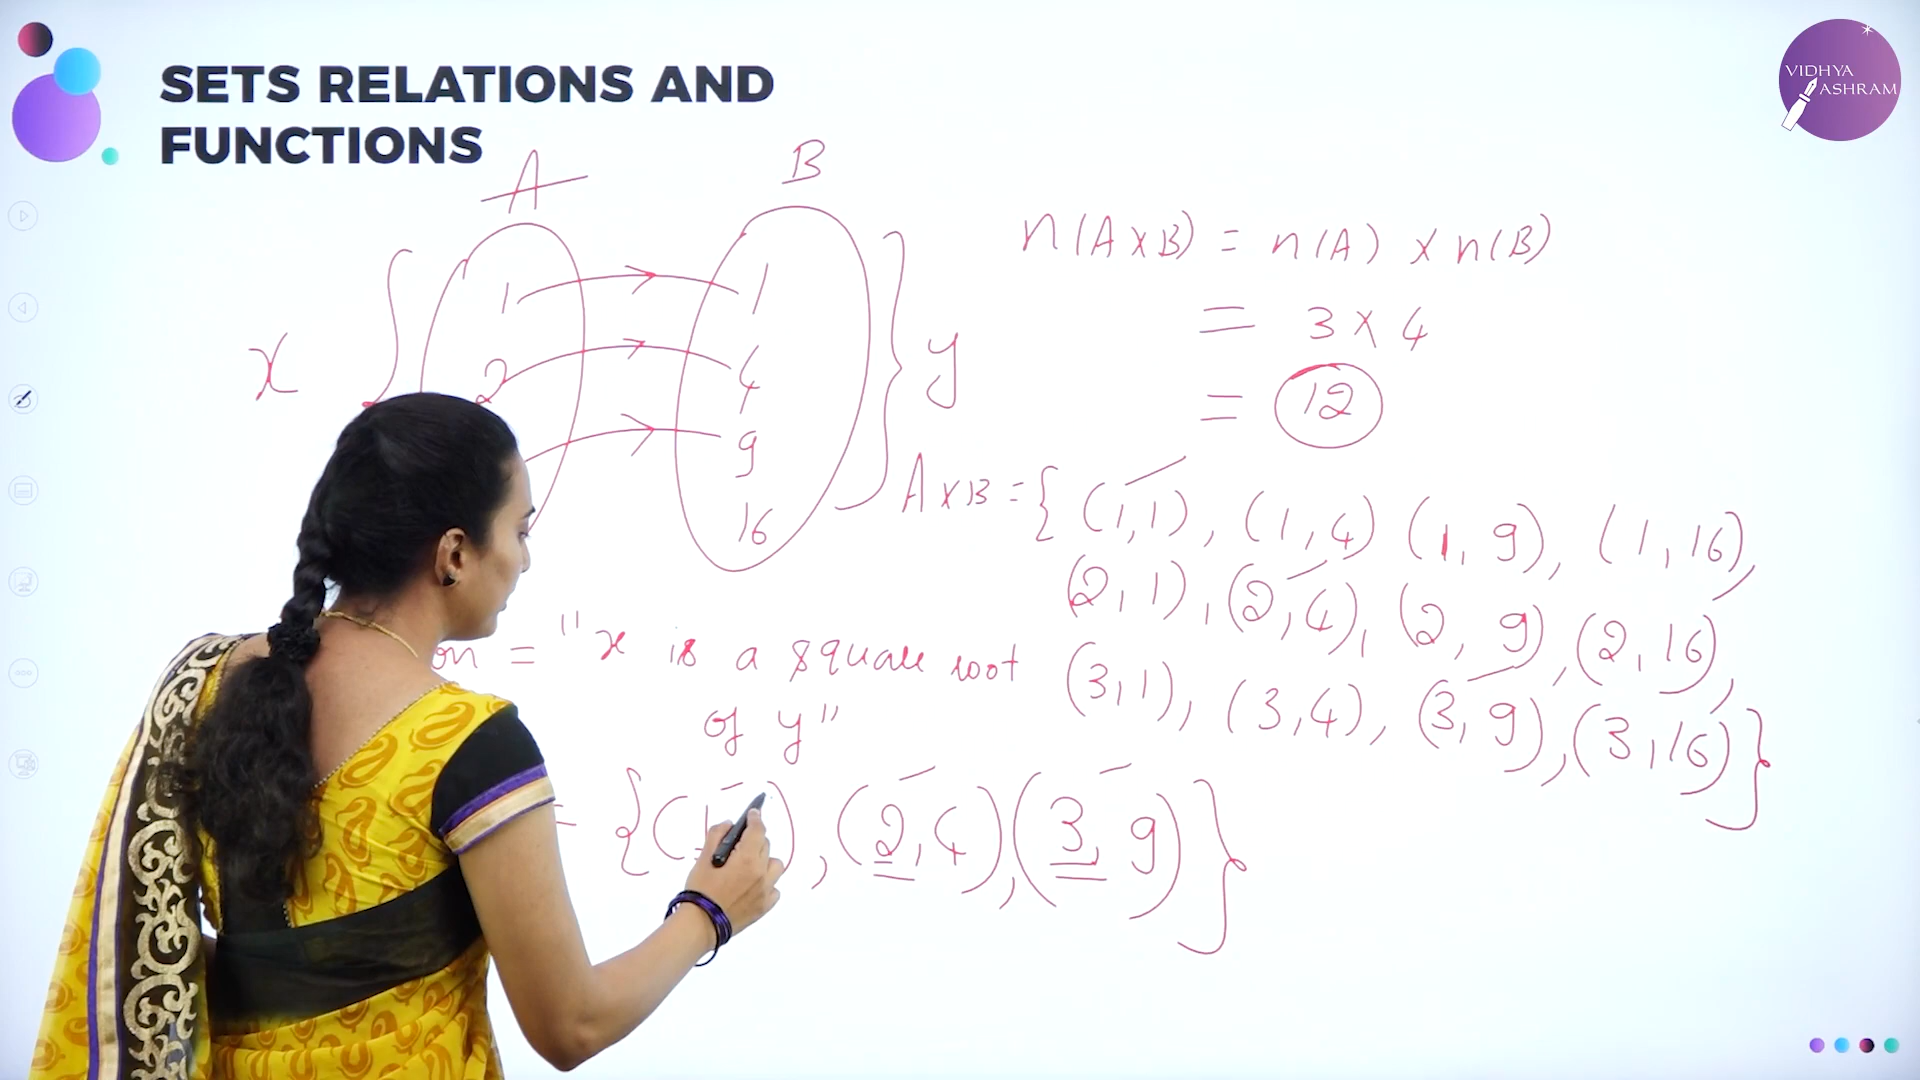 SETS RELATIONS AND
FUNCTIONS
VIDHYA
ASHRAM
A
B
1
1
2
4
9
16
x
y
n(A×B) = n(A) × n(B)
= 3 × 4
= 12
A×B = { (1,1), (1,4) (1, 9), (1,16),
(2,1), (2,4), (2, 9), (2,16),
(3,1), (3,4), (3,9), (3,16) }
= "x is a square root
of y"
= { (1 ), (2,4), (3, 9) }